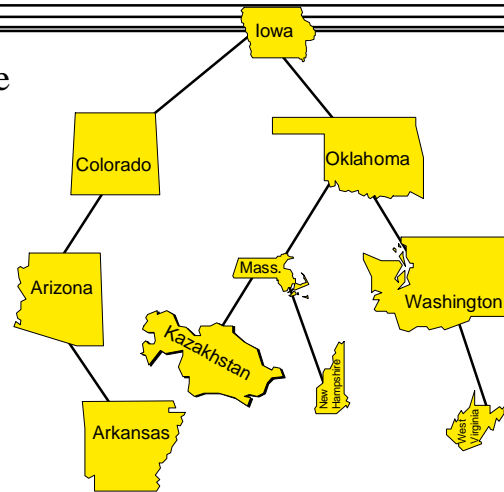 Iowa
e
Colorado
Oklahoma
Arizona
Mass.
Washington
Kazakhstan
New
Hampshire
West
Virginia
Arkansas